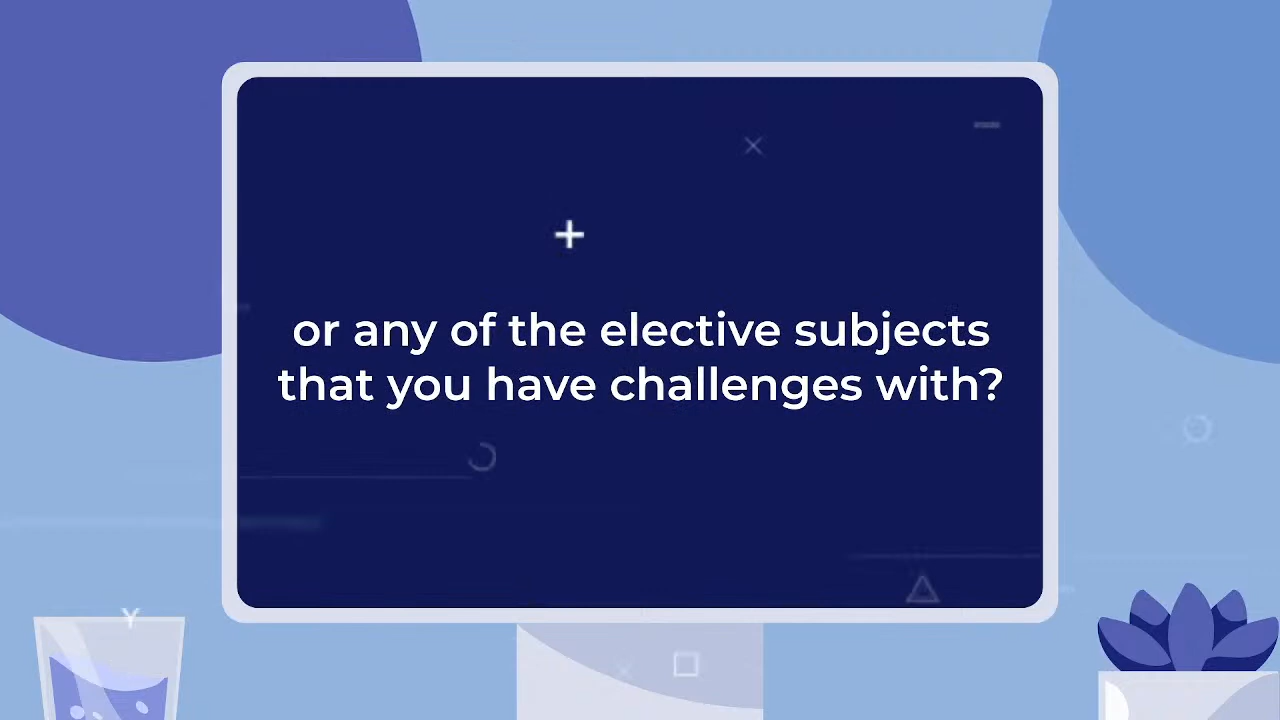 or any of the elective subjects
that you have challenges with?